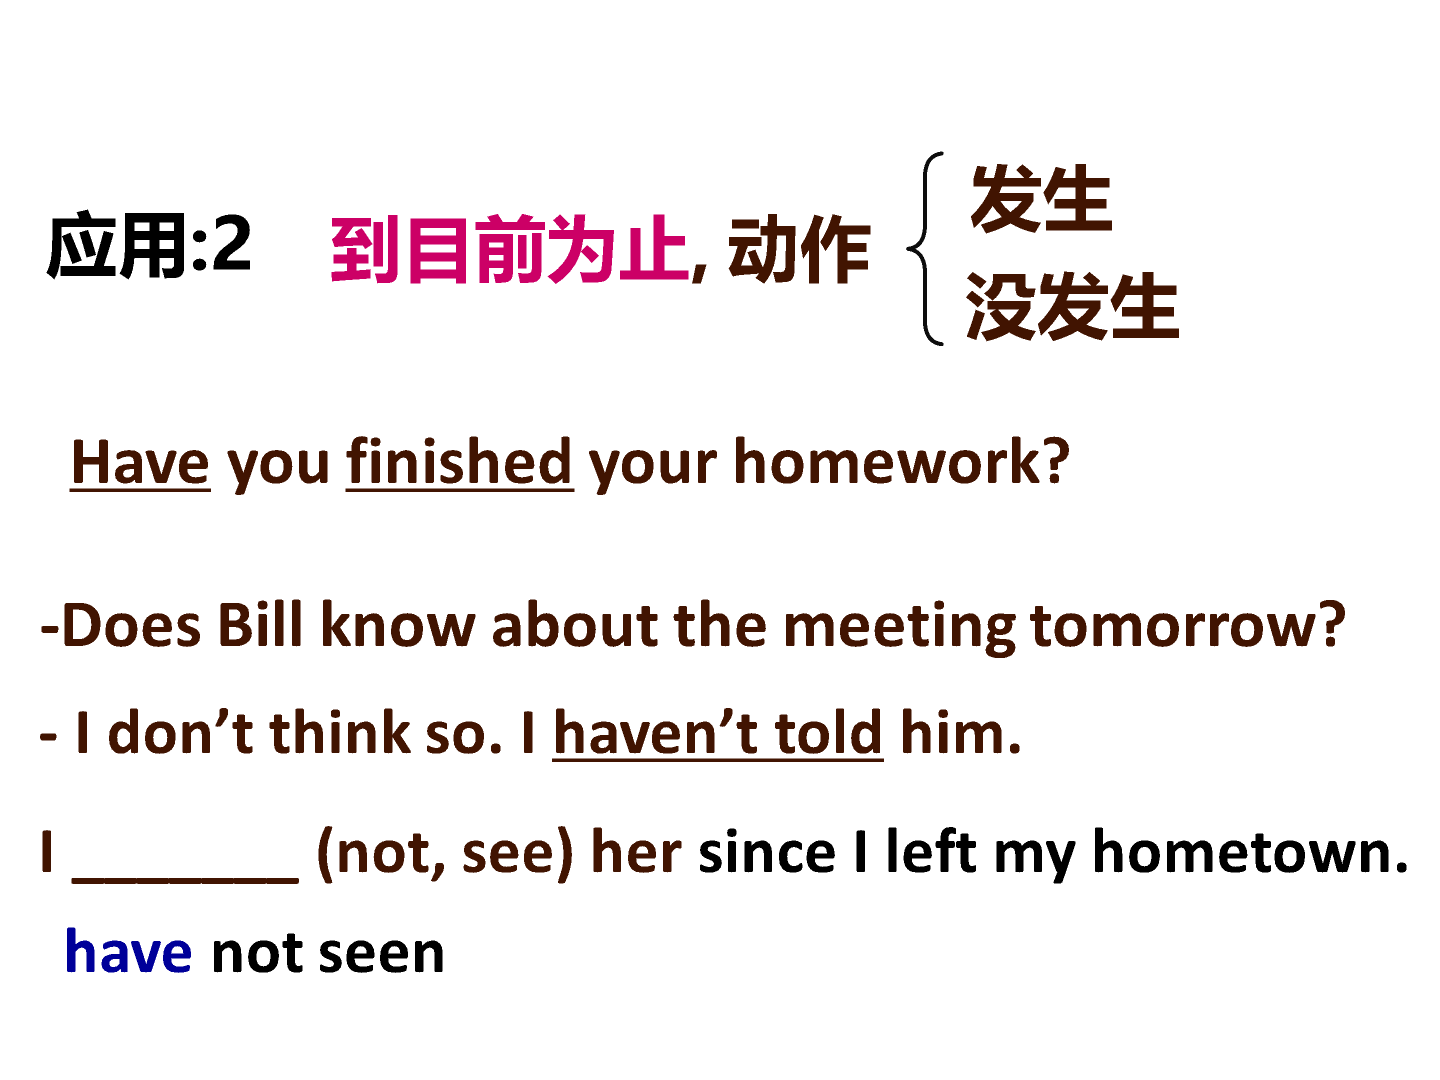 应用:2 到目前为止, 动作
发生
没发生
Have you finished your homework?
-Does Bill know about the meeting tomorrow?
- I don’t think so. I haven’t told him.
I _______ (not, see) her since I left my hometown.
have not seen